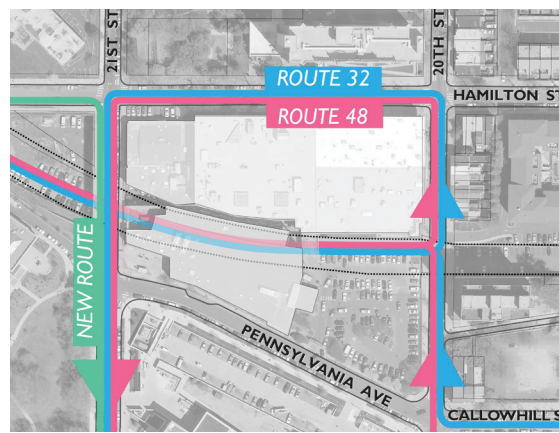 21ST ST
20TH ST
ROUTE 32
HAMILTON ST
ROUTE 48
NEW ROUTE
PENNSYLVANIA AVE
CALLOWHILL S